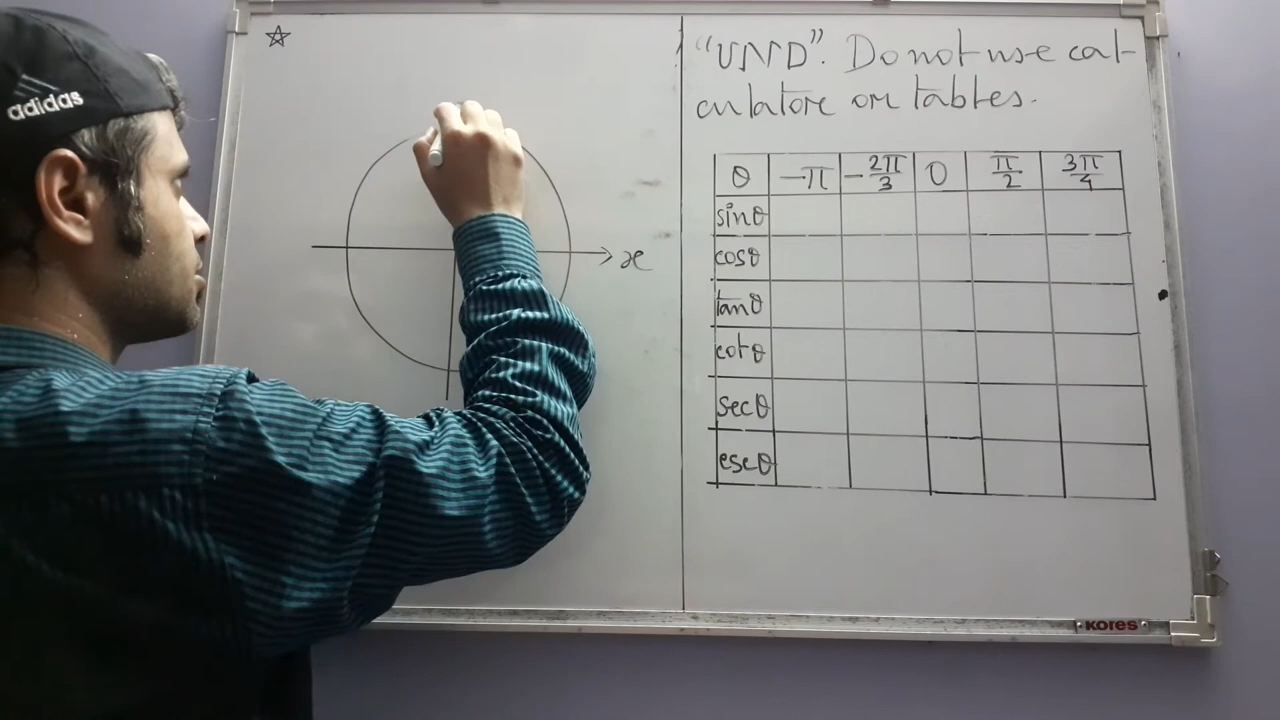 adidas
x
"UND". Do not use cal-
culators or tables.
θ -π -2π/3 0 π/2 3π/4
sinθ
cosθ
tanθ
cotθ
secθ
cscθ
KORES